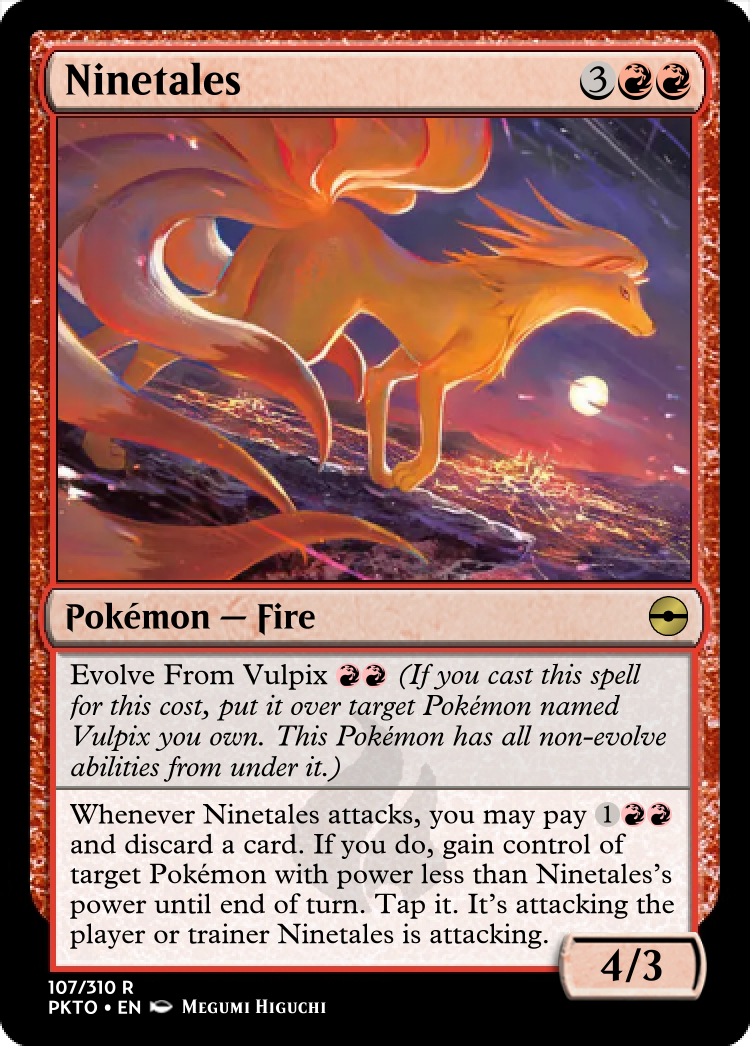 Ninetales 3
Pokémon — Fire
Evolve From Vulpix (If you cast this spell
for this cost, put it over target Pokémon named
Vulpix you own. This Pokémon has all non-evolve
abilities from under it.)
Whenever Ninetales attacks, you may pay 1
and discard a card. If you do, gain control of
target Pokémon with power less than Ninetales's
power until end of turn. Tap it. It's attacking the
player or trainer Ninetales is attacking.
4/3
107/310 R
PKTO • EN Megumi Higuchi